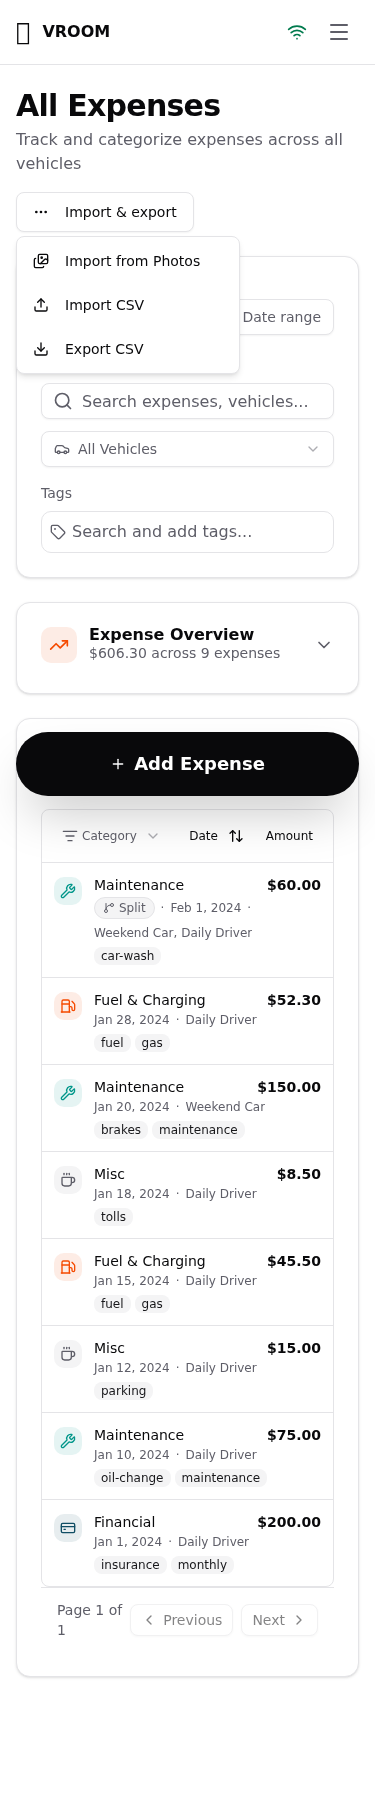 VROOM
All Expenses
Track and categorize expenses across all
vehicles
Import & export
Import from Photos
Import CSV
Export CSV
Date range
Search expenses, vehicles...
All Vehicles
Tags
Search and add tags...
Expense Overview
$606.30 across 9 expenses
Add Expense
Category Date Amount
Maintenance $60.00
Split · Feb 1, 2024 ·
Weekend Car, Daily Driver
car-wash
Fuel & Charging $52.30
Jan 28, 2024 · Daily Driver
fuel gas
Maintenance $150.00
Jan 20, 2024 · Weekend Car
brakes maintenance
Misc $8.50
Jan 18, 2024 · Daily Driver
tolls
Fuel & Charging $45.50
Jan 15, 2024 · Daily Driver
fuel gas
Misc $15.00
Jan 12, 2024 · Daily Driver
parking
Maintenance $75.00
Jan 10, 2024 · Daily Driver
oil-change maintenance
Financial $200.00
Jan 1, 2024 · Daily Driver
insurance monthly
Page 1 of
1
Previous Next